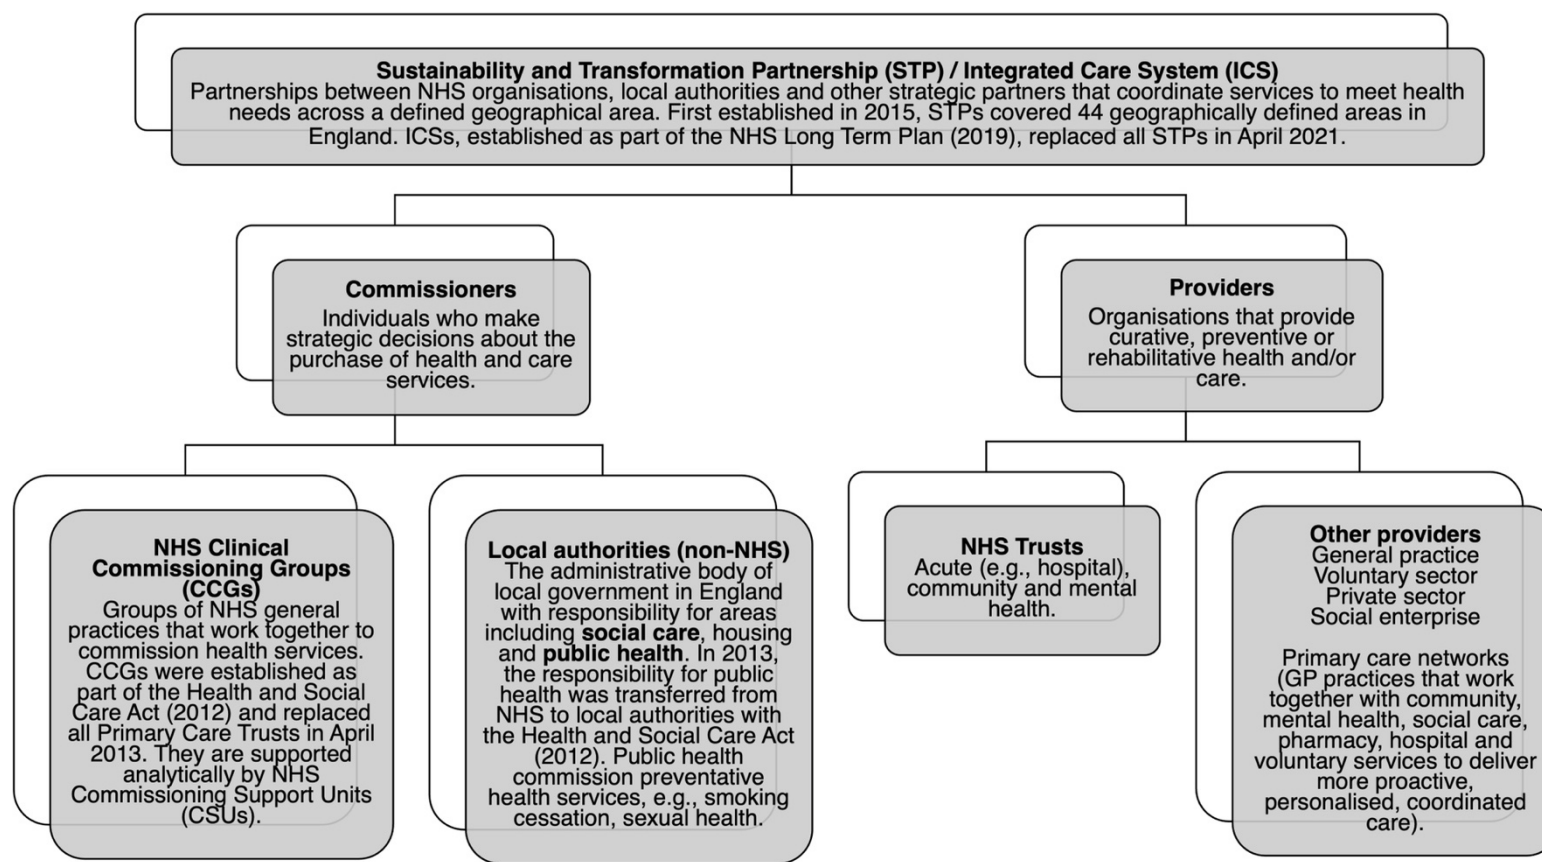 Sustainability and Transformation Partnership (STP) / Integrated Care System (ICS)
Partnerships between NHS organisations, local authorities and other strategic partners that coordinate services to meet health
needs across a defined geographical area. First established in 2015, STPs covered 44 geographically defined areas in
England. ICSs, established as part of the NHS Long Term Plan (2019), replaced all STPs in April 2021.
Commissioners
Individuals who make
strategic decisions about the
purchase of health and care
services.
Providers
Organisations that provide
curative, preventive or
rehabilitative health and/or
care.
NHS Clinical
Commissioning Groups
(CCGs)
Groups of NHS general
practices that work together to
commission health services.
CCGs were established as
part of the Health and Social
Care Act (2012) and replaced
all Primary Care Trusts in April
2013. They are supported
analytically by NHS
Commissioning Support Units
(CSUs).
Local authorities (non-NHS)
The administrative body of
local government in England
with responsibility for areas
including social care, housing
and public health. In 2013,
the responsibility for public
health was transferred from
NHS to local authorities with
the Health and Social Care Act
(2012). Public health
commission preventative
health services, e.g., smoking
cessation, sexual health.
NHS Trusts
Acute (e.g., hospital),
community and mental
health.
Other providers
General practice
Voluntary sector
Private sector
Social enterprise
Primary care networks
(GP practices that work
together with community,
mental health, social care,
pharmacy, hospital and
voluntary services to deliver
more proactive,
personalised, coordinated
care).